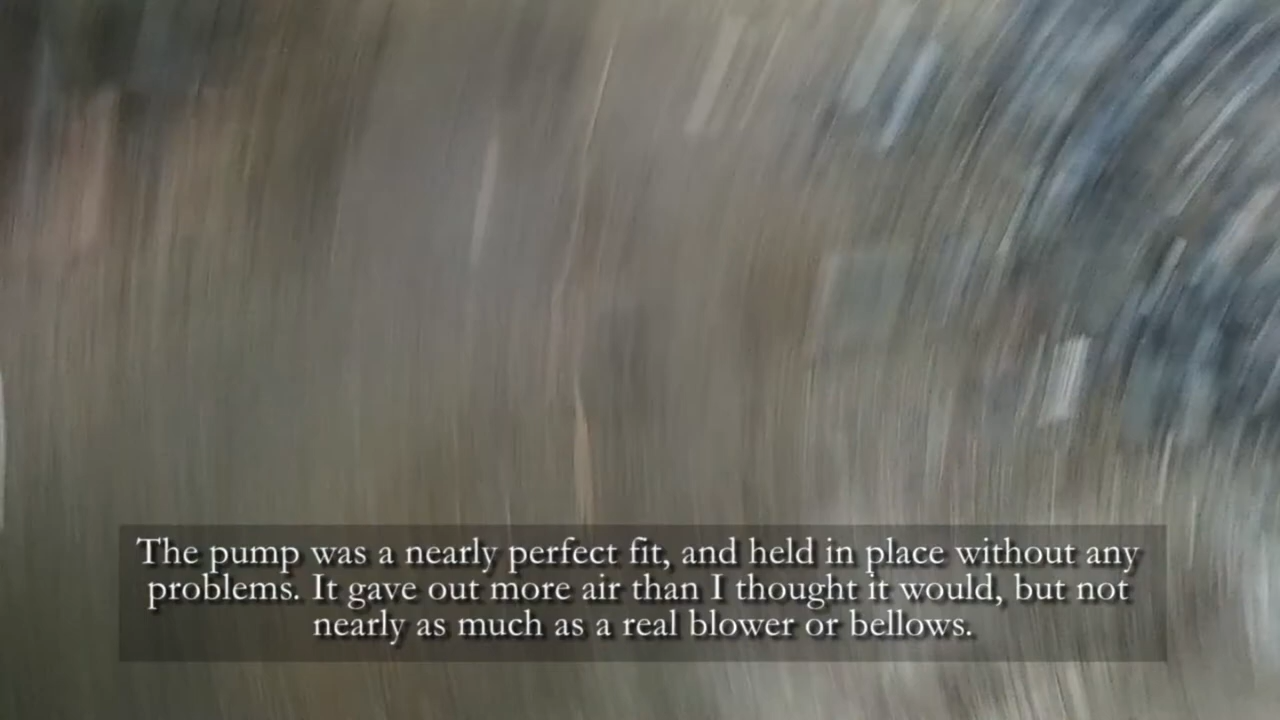 The pump was a nearly perfect fit, and held in place without any
problems. It gave out more air than I thought it would, but not
nearly as much as a real blower or bellows.